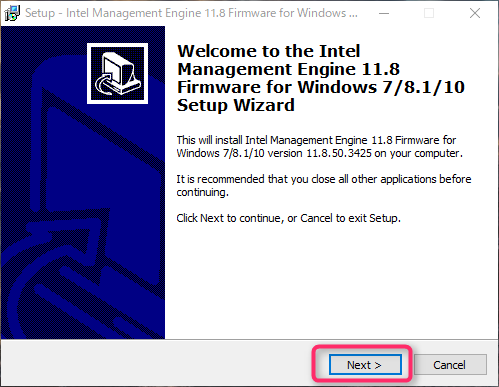 Setup - Intel Management Engine 11.8 Firmware for Windows ...
Welcome to the Intel
Management Engine 11.8
Firmware for Windows 7/8.1/10
Setup Wizard
This will install Intel Management Engine 11.8 Firmware for
Windows 7/8.1/10 version 11.8.50.3425 on your computer.
It is recommended that you close all other applications before
continuing.
Click Next to continue, or Cancel to exit Setup.
Next >
Cancel